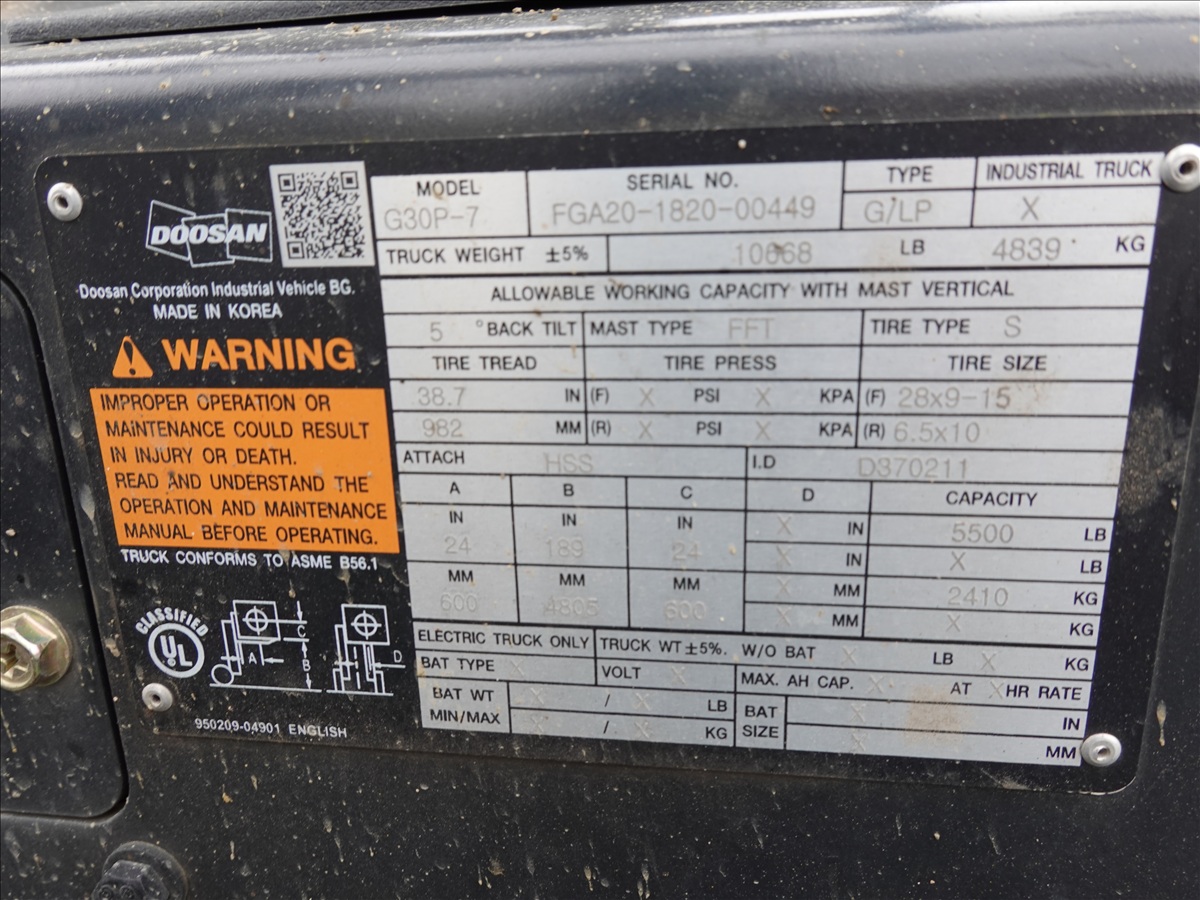 DOOSAN
Doosan Corporation Industrial Vehicle BG.
MADE IN KOREA
WARNING
IMPROPER OPERATION OR
MAINTENANCE COULD RESULT
IN INJURY OR DEATH.
READ AND UNDERSTAND THE
OPERATION AND MAINTENANCE
MANUAL BEFORE OPERATING.
TRUCK CONFORMS TO ASME B56.1
CLASSIFIED
UL
A B C D
950209-04901 ENGLISH
MODEL SERIAL NO. TYPE INDUSTRIAL TRUCK
G30P-7 FGA20-1820-00449 G/LP X
TRUCK WEIGHT ±5% 10668 LB 4839 KG
ALLOWABLE WORKING CAPACITY WITH MAST VERTICAL
5 °BACK TILT MAST TYPE FFT TIRE TYPE S
TIRE TREAD TIRE PRESS TIRE SIZE
38.7 IN (F) X PSI X KPA (F) 28x9-15
982 MM (R) X PSI X KPA (R) 6.5x10
ATTACH HSS I.D D370211
A B C D CAPACITY
IN IN IN X IN 5500 LB
24 189 24 X IN X LB
MM MM MM X MM 2410 KG
600 4805 600 X MM X KG
ELECTRIC TRUCK ONLY TRUCK WT ±5%. W/O BAT X LB X KG
BAT TYPE X VOLT X MAX. AH CAP. X AT X HR RATE
BAT WT X / X LB BAT X IN
MIN/MAX X / X KG SIZE X MM